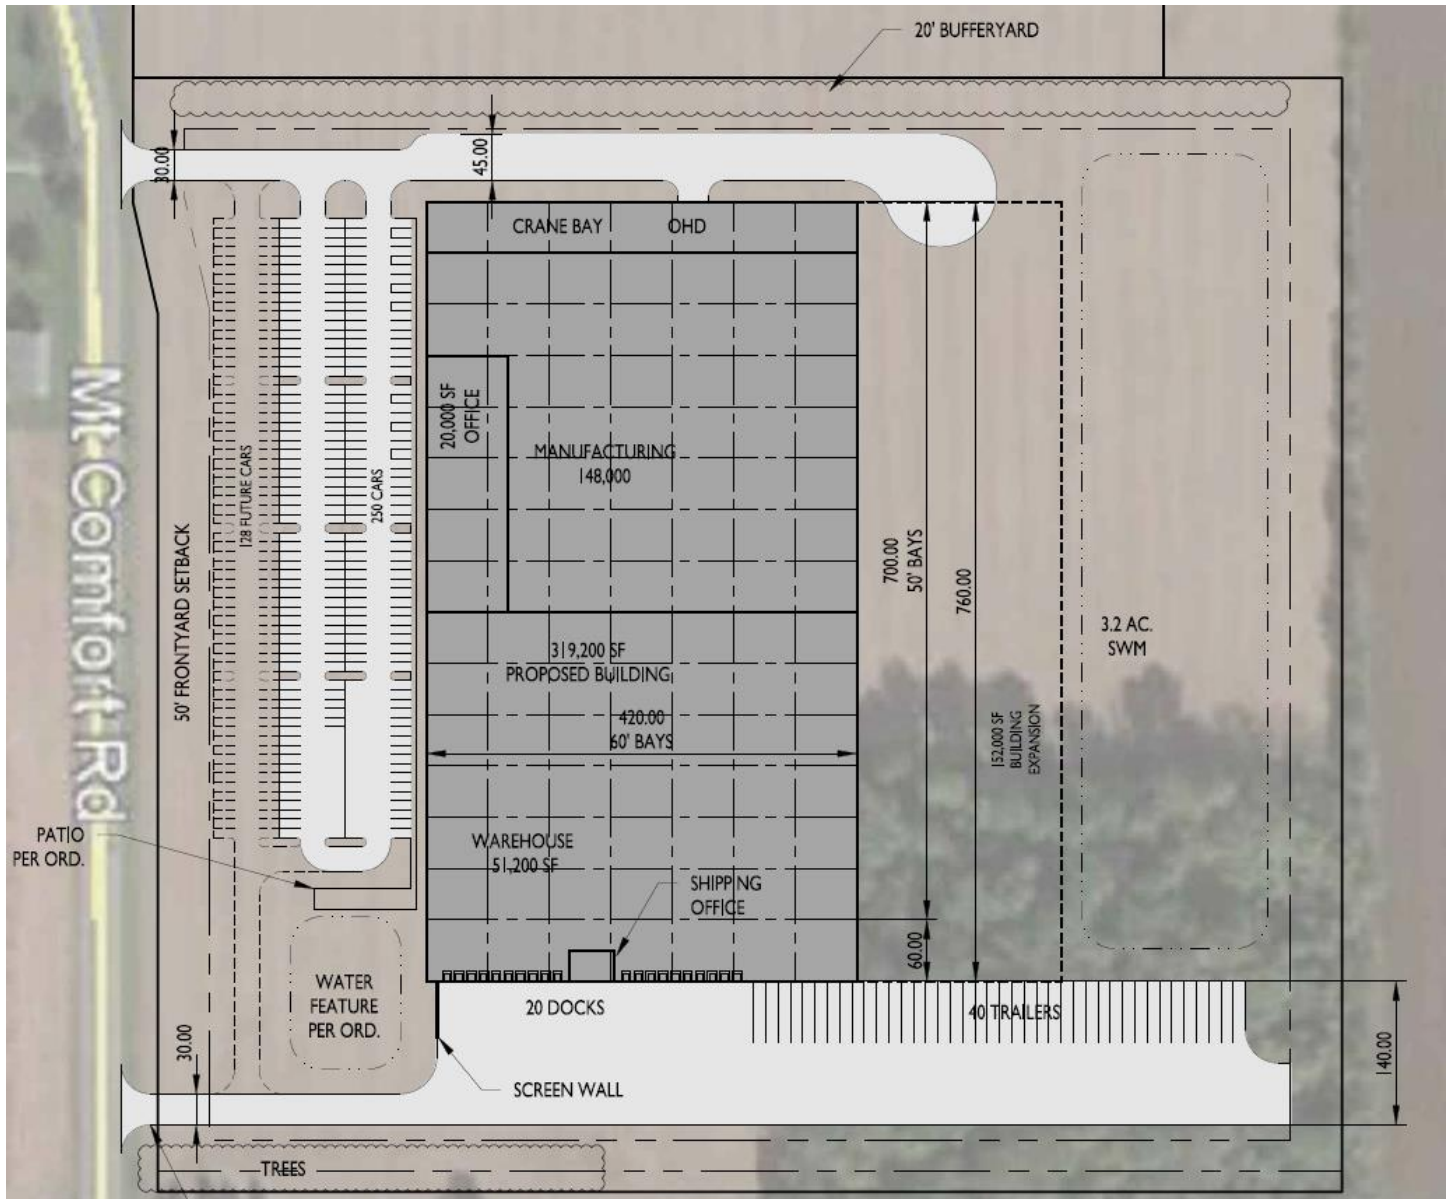 20' BUFFERYARD
30.00
45.00
CRANE BAY
OHD
20,000 SF
OFFICE
MANUFACTURING
148,000
128 FUTURE CARS
250 CARS
50' FRONTYARD SETBACK
Mt Comfort Rd
700.00
50' BAYS
760.00
3.2 AC.
SWM
319,200 SF
PROPOSED BUILDING
420.00
60' BAYS
152,000 SF
BUILDING
EXPANSION
PATIO
PER ORD.
WAREHOUSE
51,200 SF
SHIPPING
OFFICE
60.00
WATER
FEATURE
PER ORD.
20 DOCKS
40 TRAILERS
30.00
140.00
SCREEN WALL
TREES